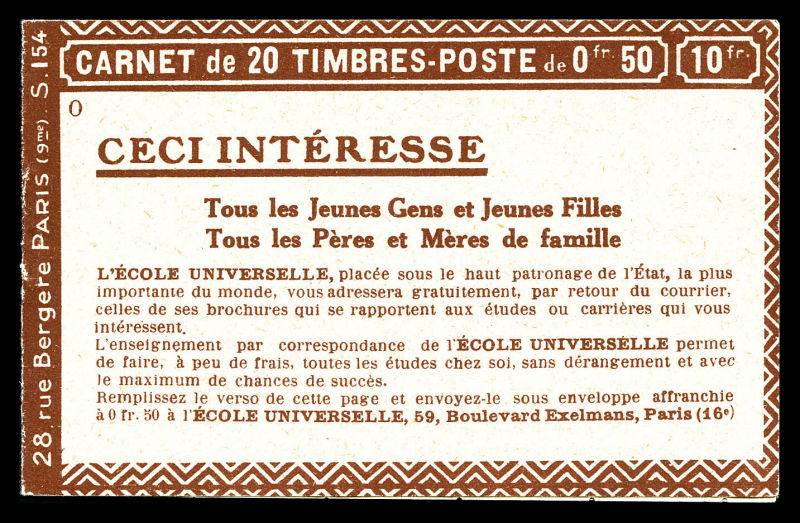 CARNET de 20 TIMBRES-POSTE de 0 fr. 50 10 fr.
O
CECI INTÉRESSE
Tous les Jeunes Gens et Jeunes Filles
Tous les Pères et Mères de famille
L'ÉCOLE UNIVERSELLE, placée sous le haut patronage de l'État, la plus
importante du monde, vous adressera gratuitement, par retour du courrier,
celles de ses brochures qui se rapportent aux études ou carrières qui vous
intéressent.
L'enseignement par correspondance de l'ÉCOLE UNIVERSELLE permet
de faire, à peu de frais, toutes les études chez soi, sans dérangement et avec
le maximum de chances de succès.
Remplissez le verso de cette page et envoyez-le sous enveloppe affranchie
à 0 fr. 50 à l'ÉCOLE UNIVERSELLE, 59, Boulevard Exelmans, Paris (16e)
28, rue Bergère PARIS (9me) S. 154